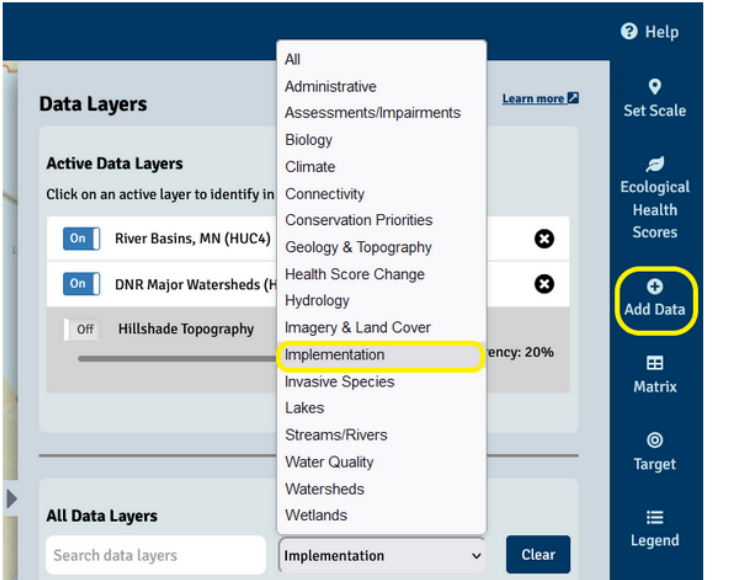 Help
Data Layers
Learn more
Active Data Layers
Click on an active layer to identify in
On
River Basins, MN (HUC4)
On
DNR Major Watersheds (H
Off
Hillshade Topography
ency: 20%
All Data Layers
Search data layers
All
Administrative
Assessments/Impairments
Biology
Climate
Connectivity
Conservation Priorities
Geology & Topography
Health Score Change
Hydrology
Imagery & Land Cover
Implementation
Invasive Species
Lakes
Streams/Rivers
Water Quality
Watersheds
Wetlands
Implementation
Clear
Set Scale
Ecological
Health
Scores
Add Data
Matrix
Target
Legend